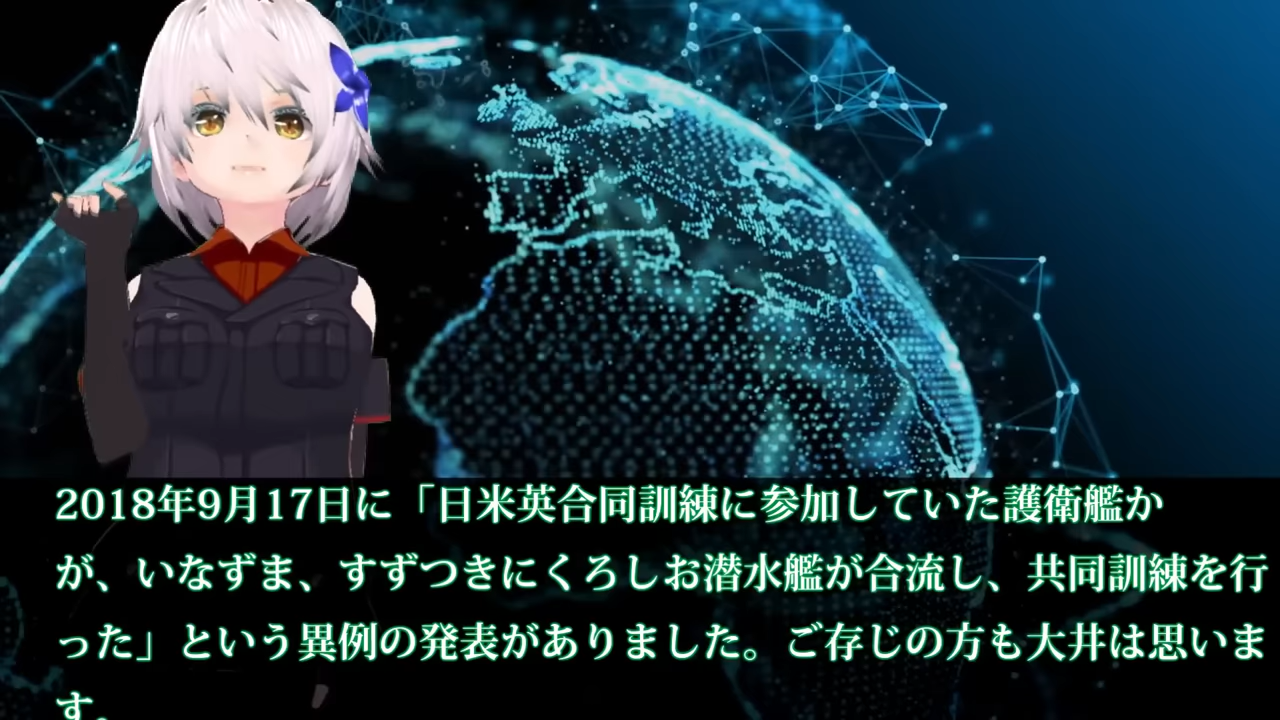 2018年9月17日に「日米英合同訓練に参加していた護衛艦か
が、いなずま、すずつきにくろしお潜水艦が合流し、共同訓練を行
った」という異例の発表がありました。ご存じの方も大井は思いま
す。